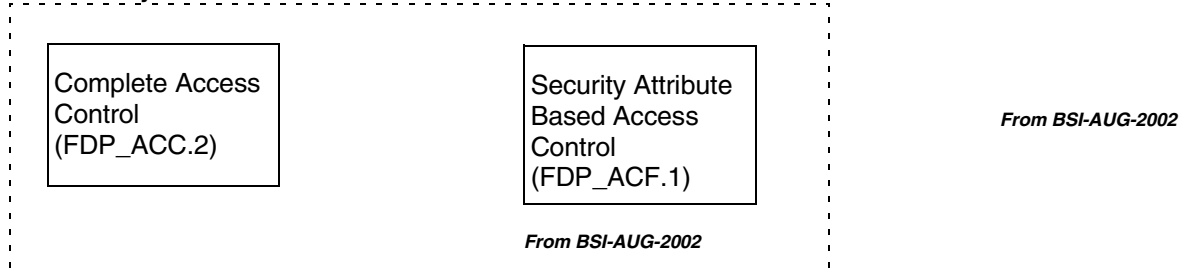 Complete Access
Control
(FDP_ACC.2)
Security Attribute
Based Access
Control
(FDP_ACF.1)
From BSI-AUG-2002
From BSI-AUG-2002